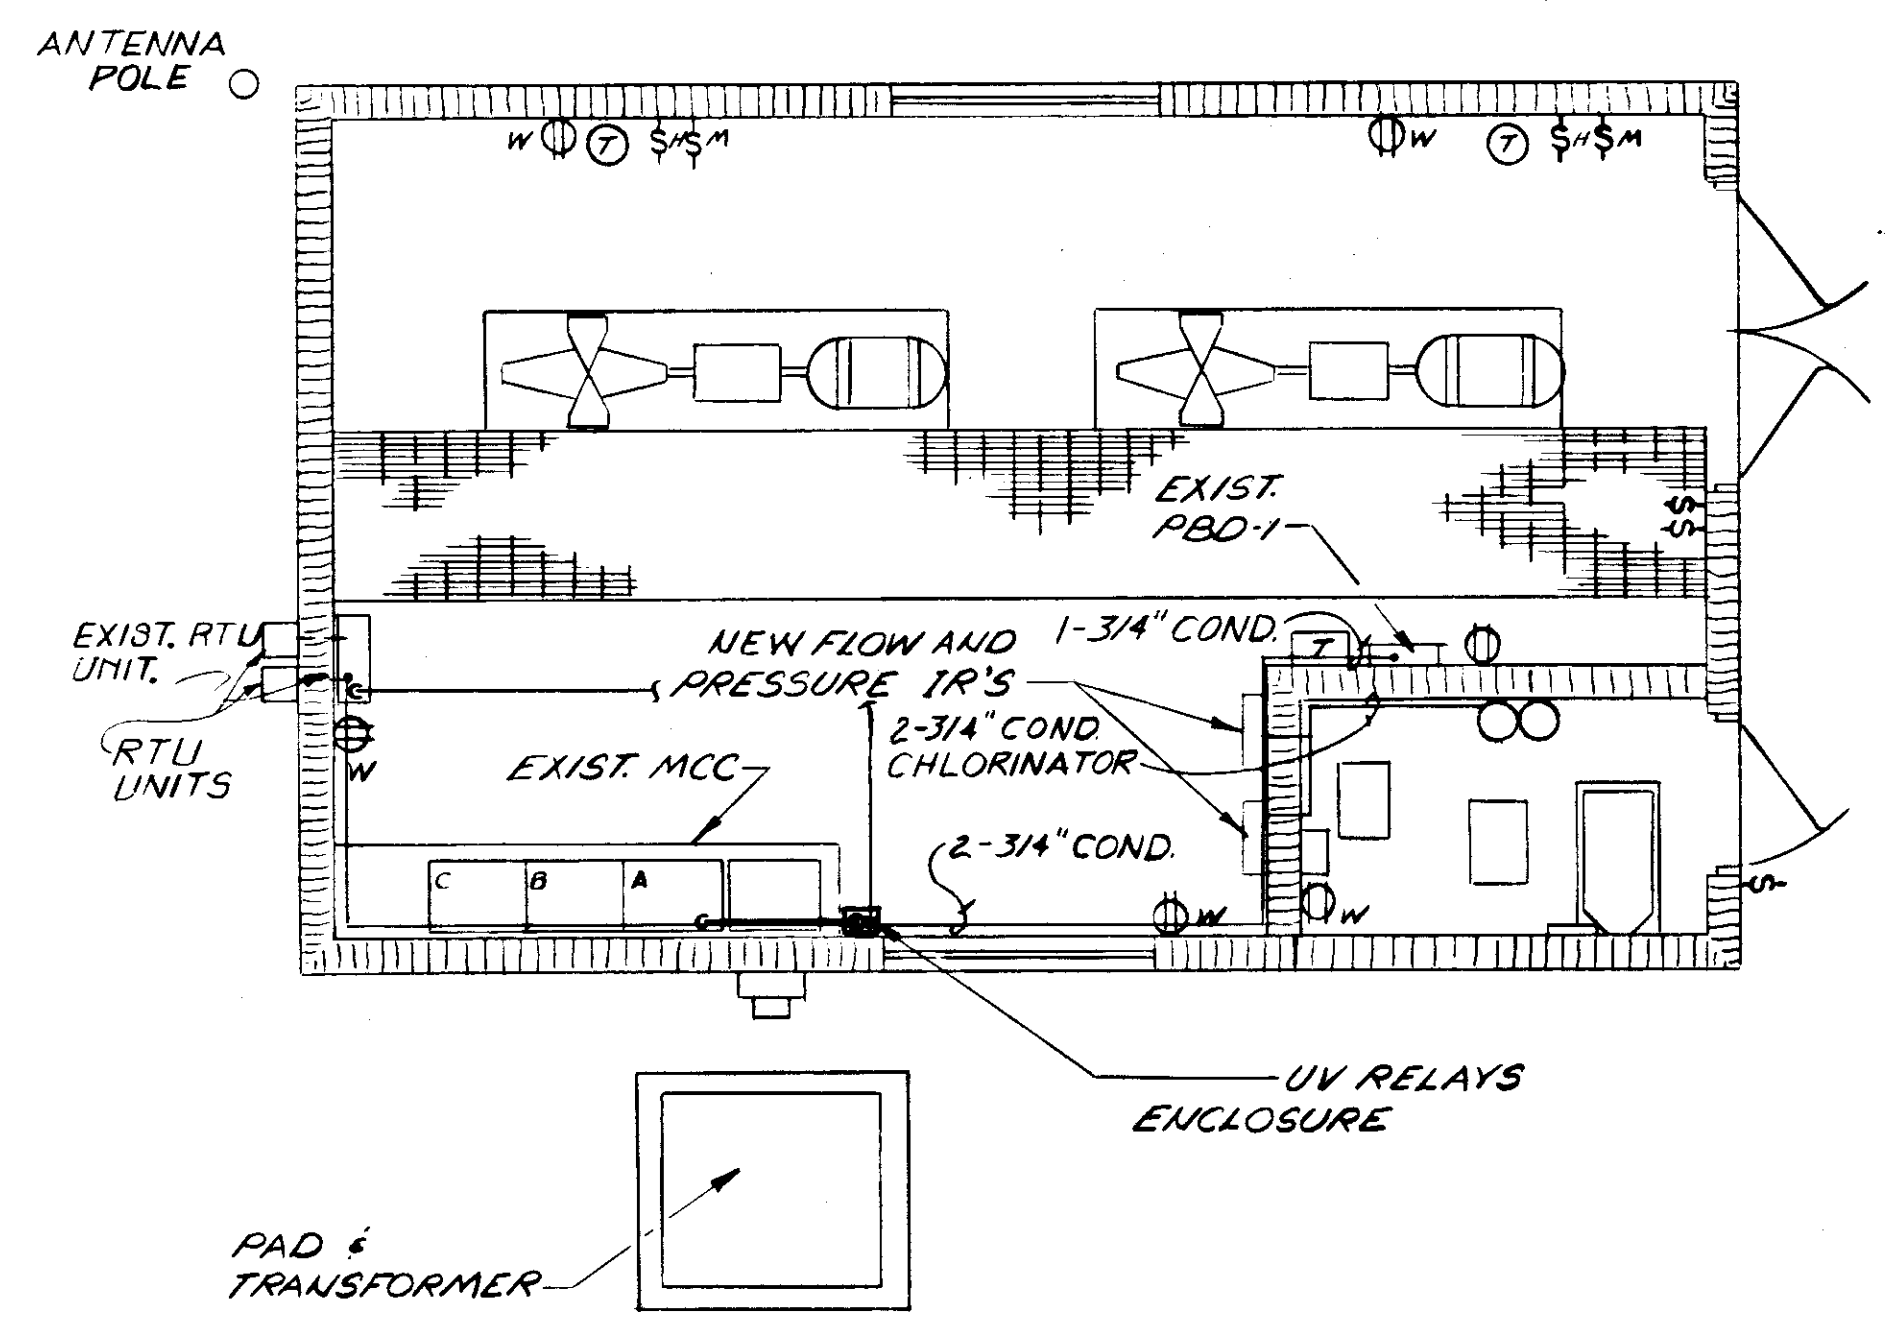 ANTENNA
POLE
W T $H $M
W T $H $M
EXIST.
PBD-1
$
$
EXIST. RTU
UNIT.
RTU
UNITS
NEW FLOW AND
PRESSURE IR'S
1-3/4" COND.
T
2-3/4" COND.
CHLORINATOR
W
EXIST. MCC
2-3/4" COND.
C B A
W
W
$
UV RELAYS
ENCLOSURE
PAD &
TRANSFORMER